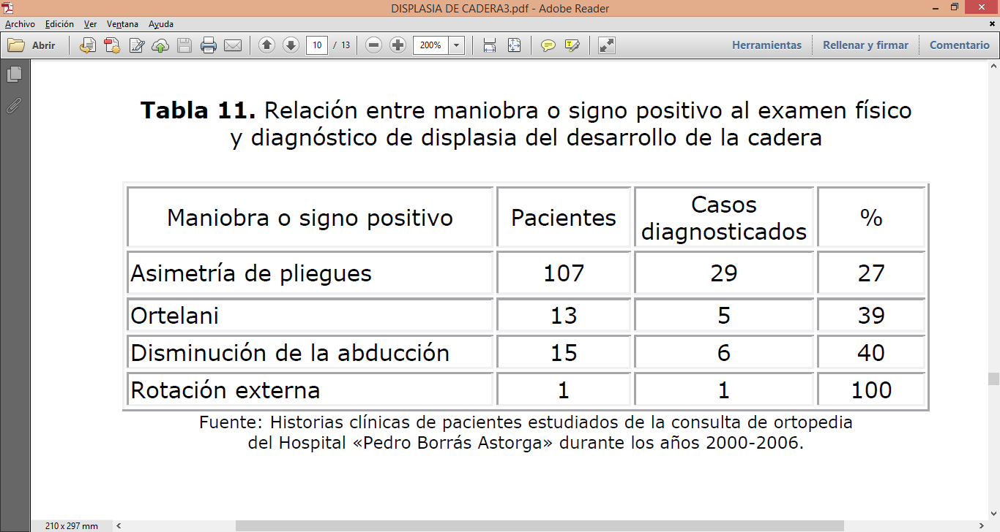 DISPLASIA DE CADERA3.pdf - Adobe Reader
Archivo Edición Ver Ventana Ayuda
Abrir 10 / 13 200% Herramientas Rellenar y firmar Comentario
Tabla 11. Relación entre maniobra o signo positivo al examen físico
y diagnóstico de displasia del desarrollo de la cadera
Maniobra o signo positivo Pacientes Casos diagnosticados %
Asimetría de pliegues 107 29 27
Ortelani 13 5 39
Disminución de la abducción 15 6 40
Rotación externa 1 1 100
Fuente: Historias clínicas de pacientes estudiados de la consulta de ortopedia
del Hospital «Pedro Borrás Astorga» durante los años 2000-2006.
210 x 297 mm